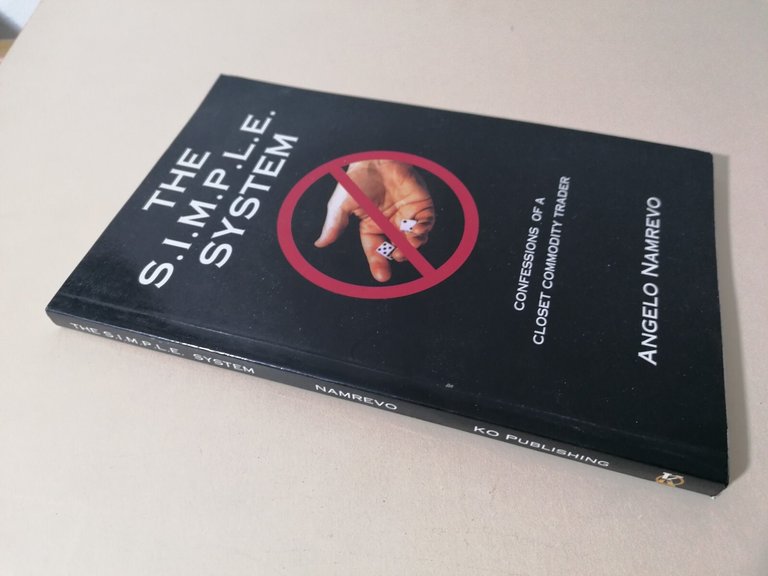 THE
S.I.M.P.L.E.
SYSTEM
CONFESSIONS OF A
CLOSET COMMODITY TRADER
ANGELO NAMREVO
THE S.I.M.P.L.E. SYSTEM NAMREVO KO PUBLISHING